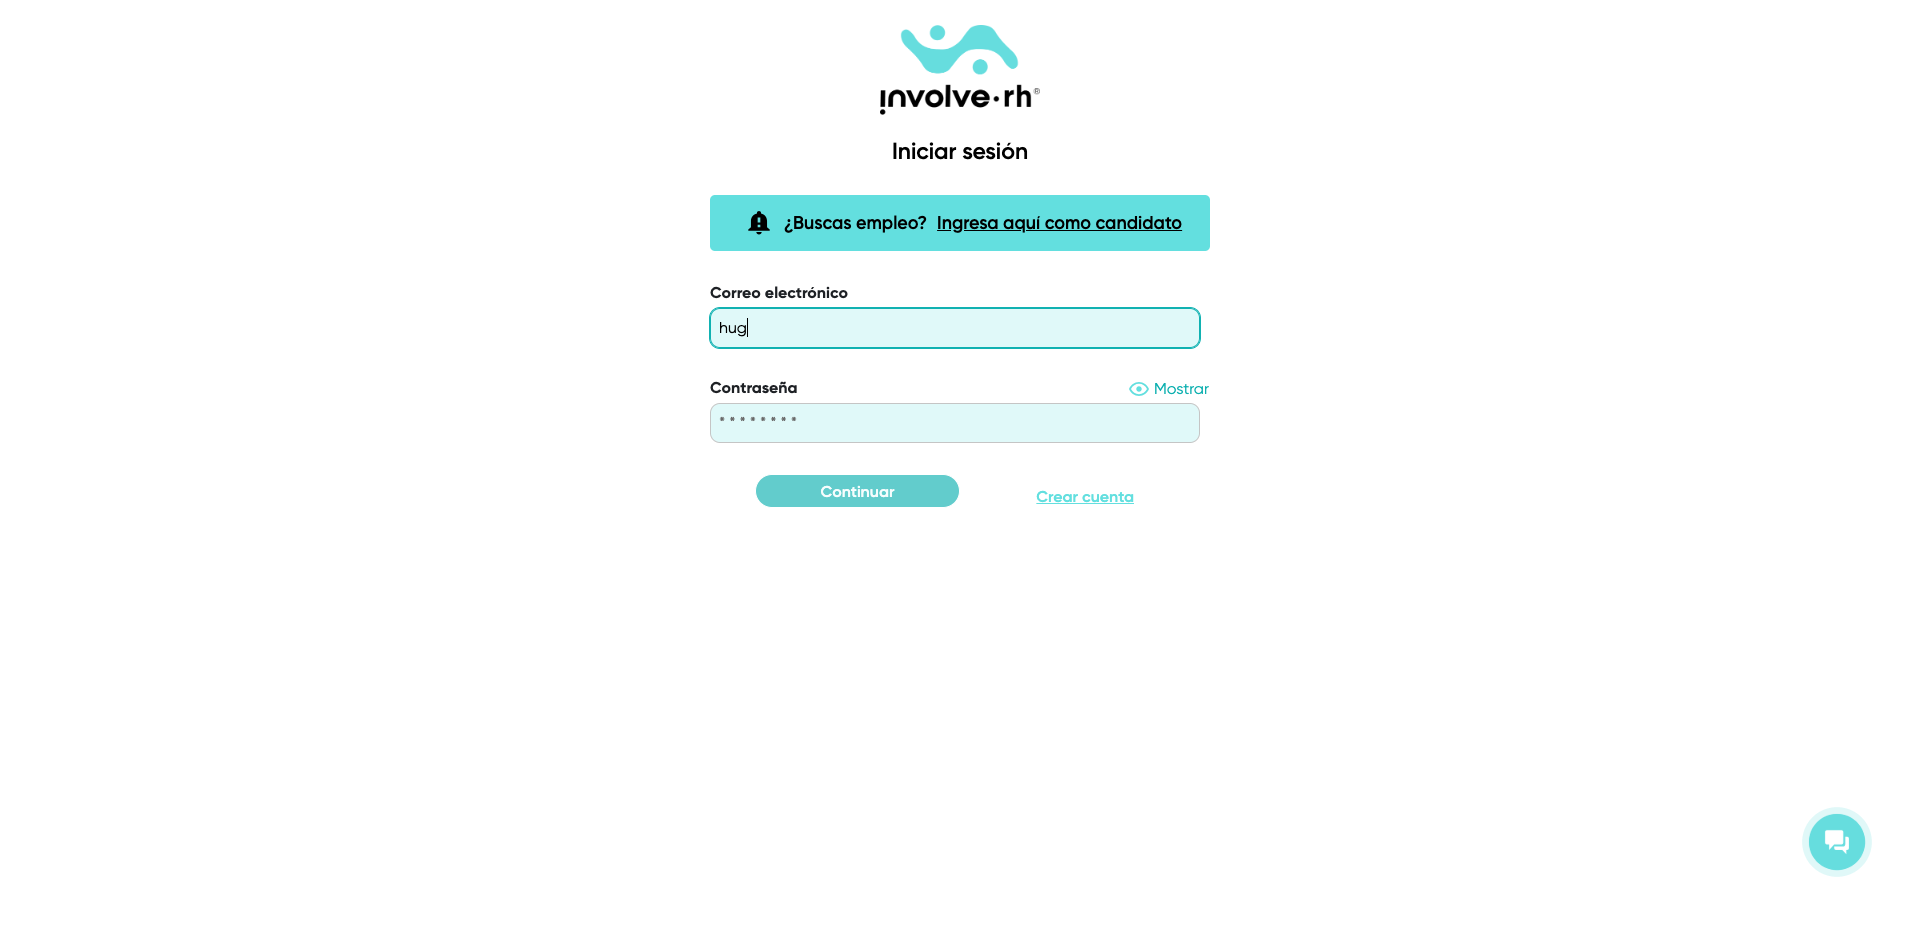 involve·rh®
Iniciar sesión
¿Buscas empleo? Ingresa aquí como candidato
Correo electrónico
hug
Contraseña
Mostrar
* * * * * * * *
Continuar
Crear cuenta